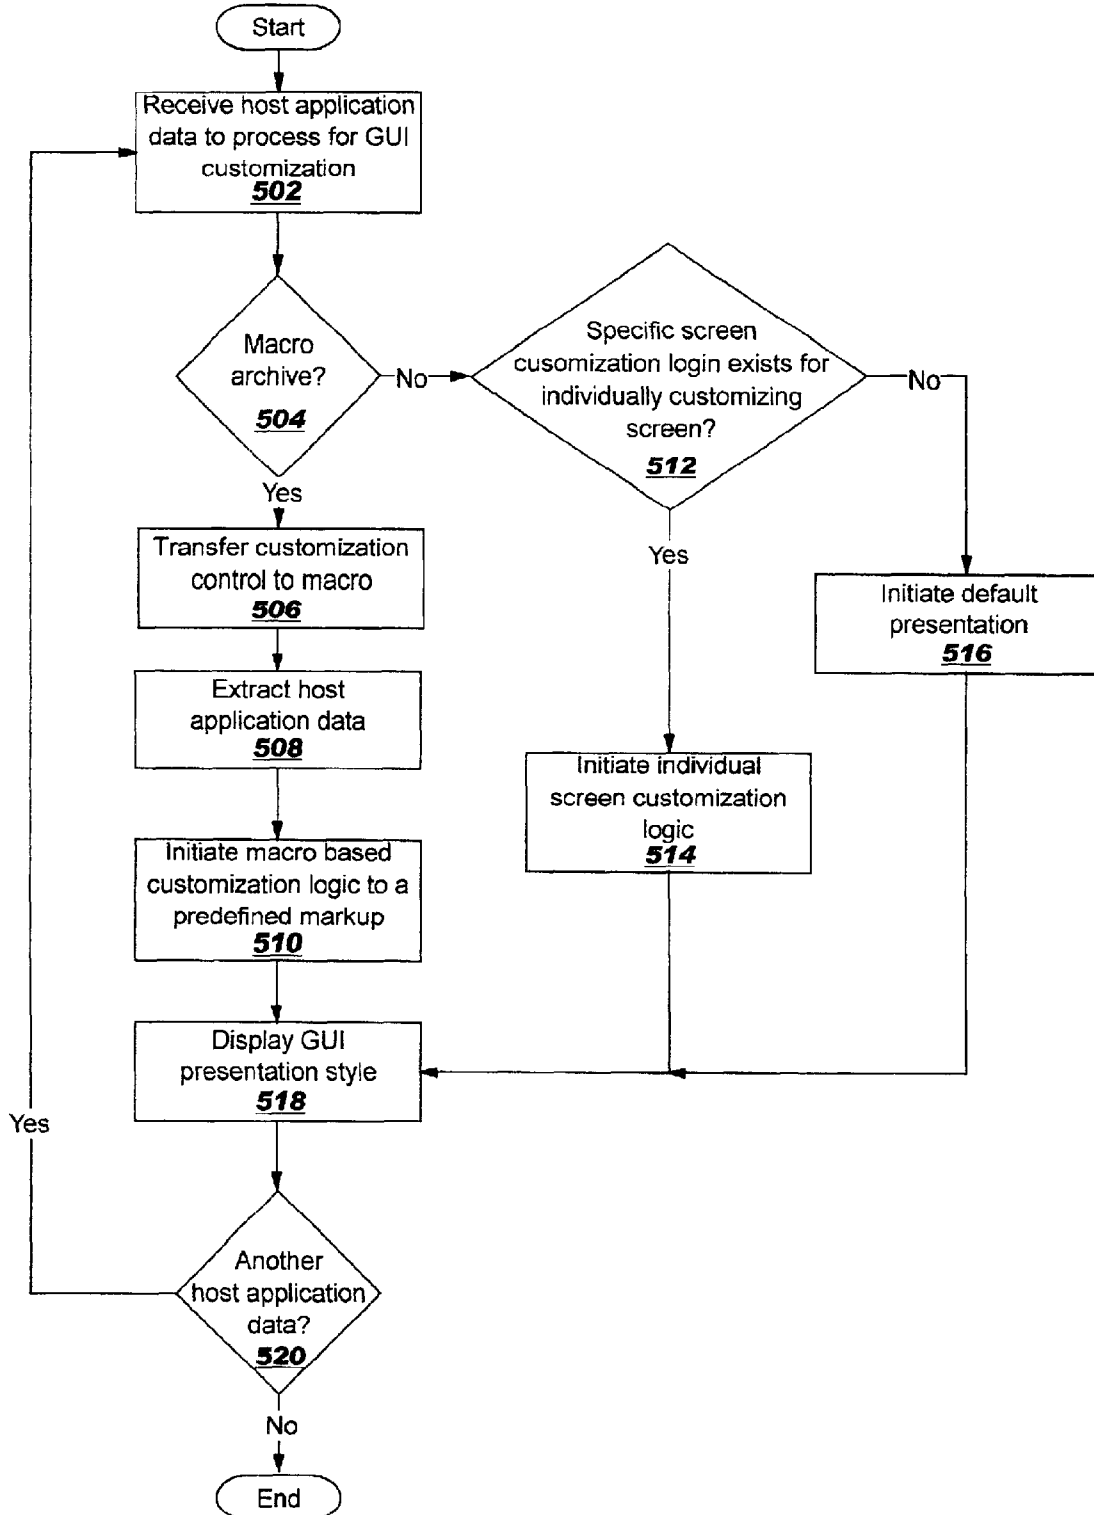 Start
Receive host application
data to process for GUI
customization
502
Macro
archive?
504
No
Specific screen
cusomization login exists for
individually customizing
screen?
512
No
Yes
Transfer customization
control to macro
506
Yes
Initiate default
presentation
516
Extract host
application data
508
Initiate individual
screen customization
logic
514
Initiate macro based
customization logic to a
predefined markup
510
Display GUI
presentation style
518
Yes
Another
host application
data?
520
No
End